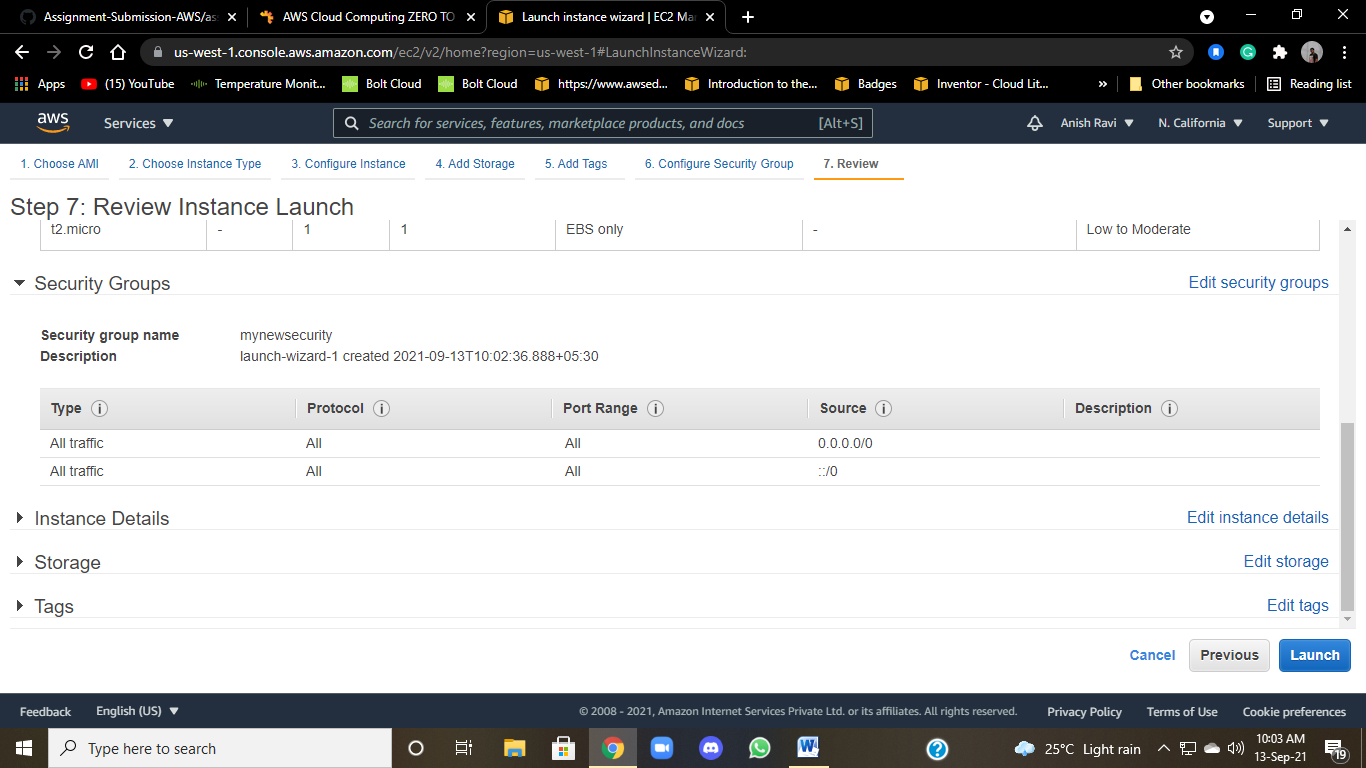 Assignment-Submission-AWS/as
AWS Cloud Computing ZERO TO
Launch instance wizard | EC2 Ma
us-west-1.console.aws.amazon.com/ec2/v2/home?region=us-west-1#LaunchInstanceWizard:
Apps (15) YouTube Temperature Monit... Bolt Cloud Bolt Cloud https://www.awsed... Introduction to the... Badges Inventor - Cloud Lit... » Other bookmarks Reading list
aws Services Search for services, features, marketplace products, and docs [Alt+S] Anish Ravi N. California Support
1. Choose AMI 2. Choose Instance Type 3. Configure Instance 4. Add Storage 5. Add Tags 6. Configure Security Group 7. Review
Step 7: Review Instance Launch
t2.micro - 1 1 EBS only - Low to Moderate
Security Groups Edit security groups
Security group name mynewsecurity
Description launch-wizard-1 created 2021-09-13T10:02:36.888+05:30
Type i Protocol i Port Range i Source i Description i
All traffic All All 0.0.0.0/0
All traffic All All ::/0
Instance Details Edit instance details
Storage Edit storage
Tags Edit tags
Cancel Previous Launch
Feedback English (US) © 2008 - 2021, Amazon Internet Services Private Ltd. or its affiliates. All rights reserved. Privacy Policy Terms of Use Cookie preferences
Type here to search 25°C Light rain 10:03 AM
13-Sep-21 19